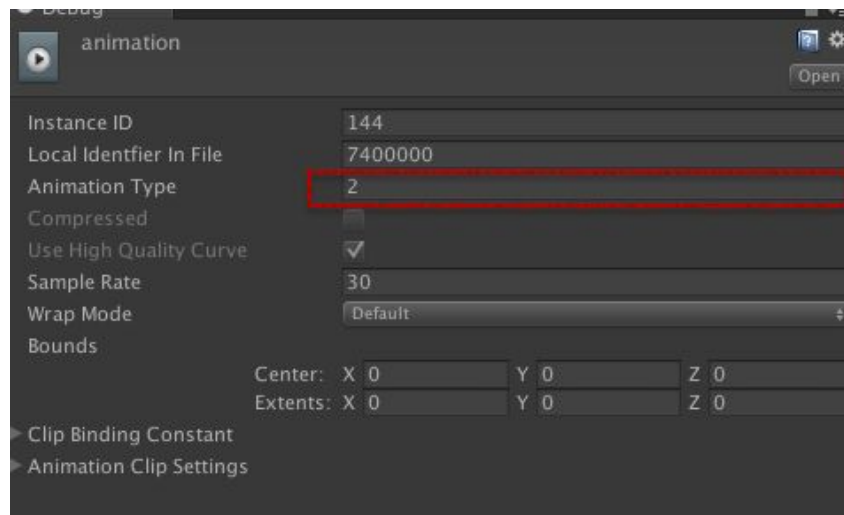 Debug
animation
Open
Instance ID 144
Local Identfier In File 7400000
Animation Type 2
Compressed
Use High Quality Curve
Sample Rate 30
Wrap Mode Default
Bounds
Center: X 0 Y 0 Z 0
Extents: X 0 Y 0 Z 0
Clip Binding Constant
Animation Clip Settings